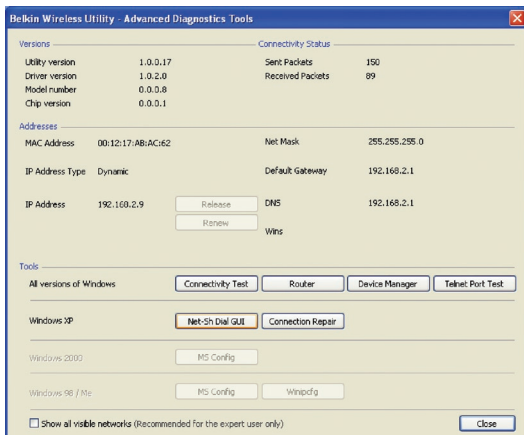 Belkin Wireless Utility - Advanced Diagnostics Tools
Versions
Utility version 1.0.0.17
Driver version 1.0.2.0
Model number 0.0.0.8
Chip version 0.0.0.1
Connectivity Status
Sent Packets 150
Received Packets 89
Addresses
MAC Address 00:12:17:AB:AC:62
Net Mask 255.255.255.0
IP Address Type Dynamic
Default Gateway 192.168.2.1
IP Address 192.168.2.9 Release
DNS 192.168.2.1
Renew
Wins
Tools
All versions of Windows Connectivity Test Router Device Manager Telnet Port Test
Windows XP Net-Sh Dial GUI Connection Repair
Windows 2000 MS Config
Windows 98 / Me MS Config Winipcfg
Show all visible networks (Recommended for the expert user only) Close